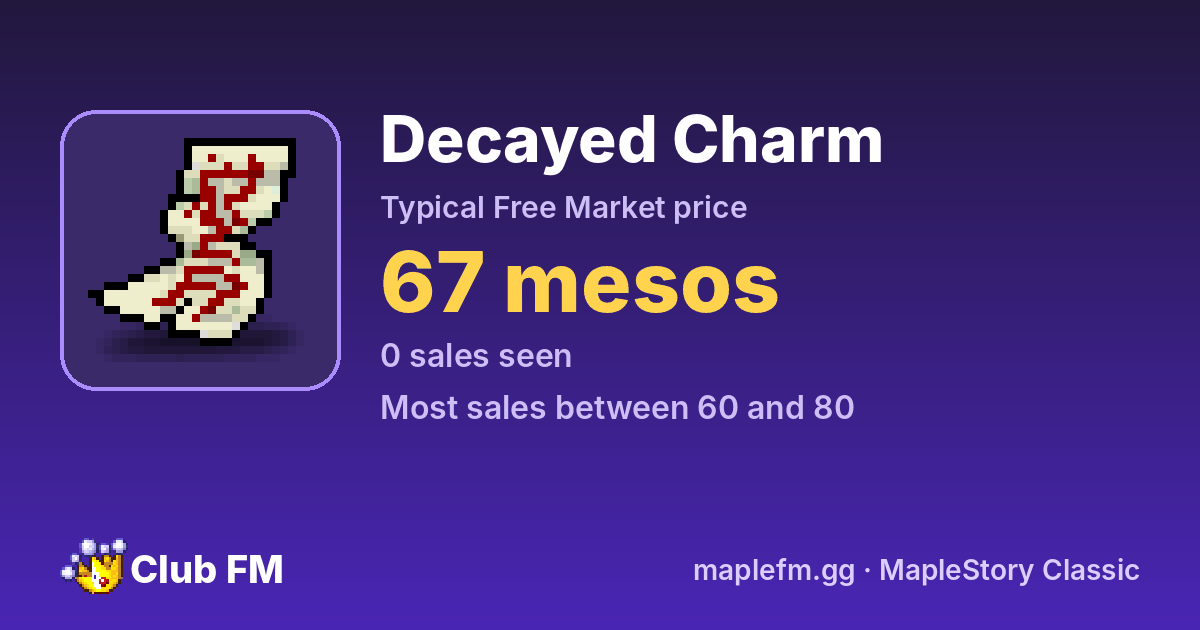 Decayed Charm
Typical Free Market price
67 mesos
0 sales seen
Most sales between 60 and 80
Club FM
maplefm.gg · MapleStory Classic